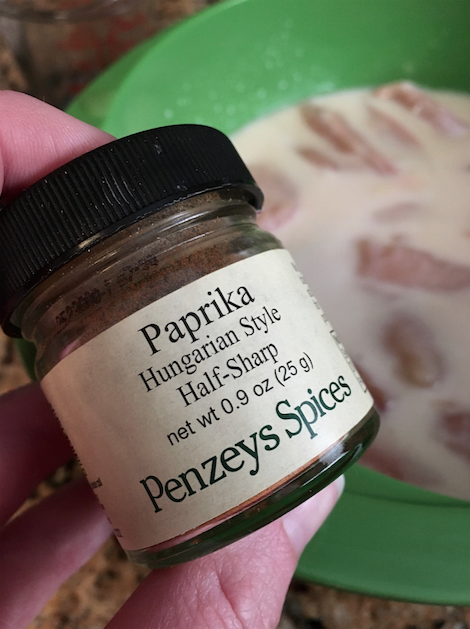 Paprika
Hungarian Style
Half-Sharp
net wt 0.9 oz (25 g)
Penzeys Spices